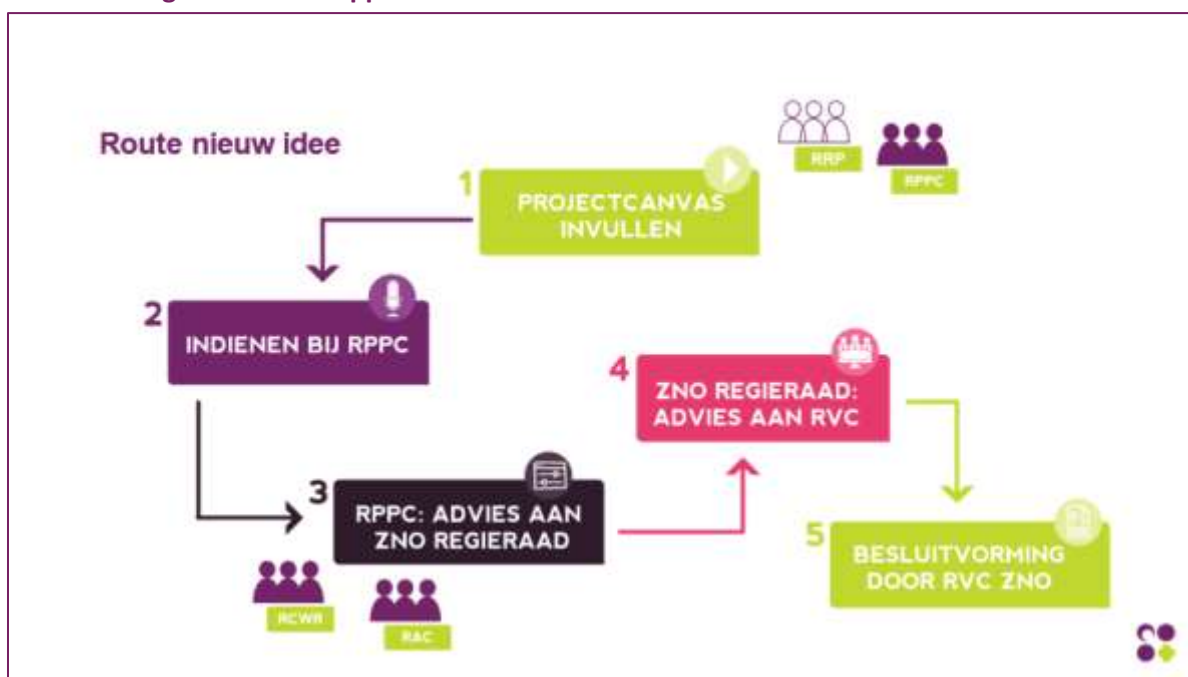 Route nieuw idee
RRP
RPPC
1
PROJECTCANVAS
INVULLEN
2
INDIENEN BIJ RPPC
3
RPPC: ADVIES AAN
ZNO REGIERAAD
RCWR
RAC
4
ZNO REGIERAAD:
ADVIES AAN RVC
5
BESLUITVORMING
DOOR RVC ZNO